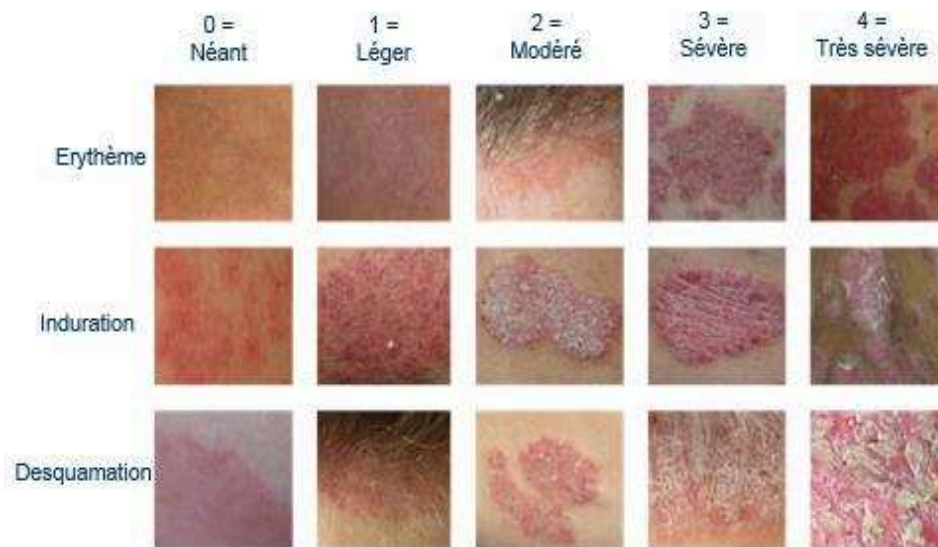 0 =
Néant
1 =
Léger
2 =
Modéré
3 =
Sévère
4 =
Très sévère
Erythème
Induration
Desquamation